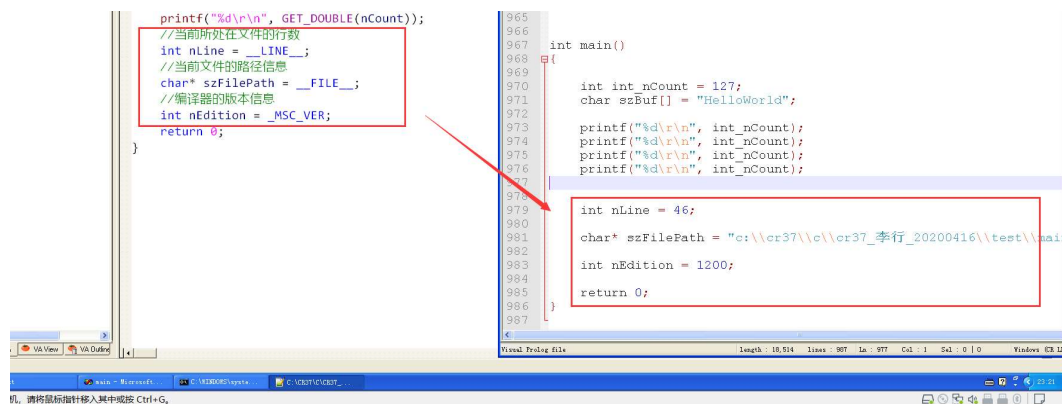 printf("%d\r\n", GET_DOUBLE(nCount));
//当前所处在文件的行数
int nLine = __LINE__;
//当前文件的路径信息
char* szFilePath = __FILE__;
//编译器的版本信息
int nEdition = _MSC_VER;
return 0;
}
965
966
967 int main()
968 {
969
970 int int_nCount = 127;
971 char szBuf[] = "HelloWorld";
972
973 printf("%d\r\n", int_nCount);
974 printf("%d\r\n", int_nCount);
975 printf("%d\r\n", int_nCount);
976 printf("%d\r\n", int_nCount);
977
978
979 int nLine = 46;
980
981 char* szFilePath = "c:\\cr37\\c\\cr37_李行_20200416\\test\\mai
982
983 int nEdition = 1200;
984
985 return 0;
986 }
987
VA View VA Outline
Visual Prolog file length : 18,514 lines : 987 Ln : 977 Col : 1 Sel : 0 | 0 Windows (CR LF
main - Microsoft... C:\WINDOWS\syste... C:\CR37\C\CR37_... 23:21
机，请将鼠标指针移入其中或按 Ctrl+G。